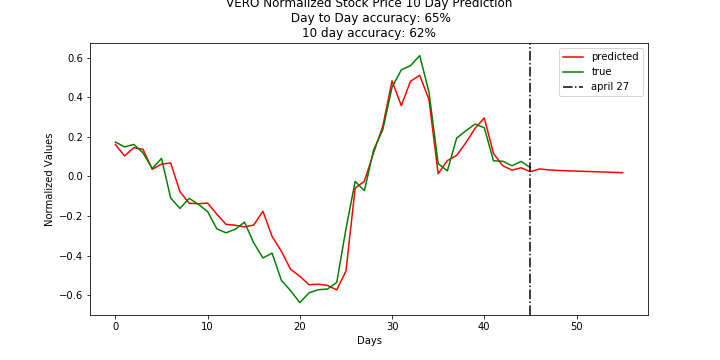 VERO Normalized Stock Price 10 Day Prediction
Day to Day accuracy: 65%
10 day accuracy: 62%
predicted
true
april 27
Normalized Values
0.6
0.4
0.2
0.0
−0.2
−0.4
−0.6
0 10 20 30 40 50
Days